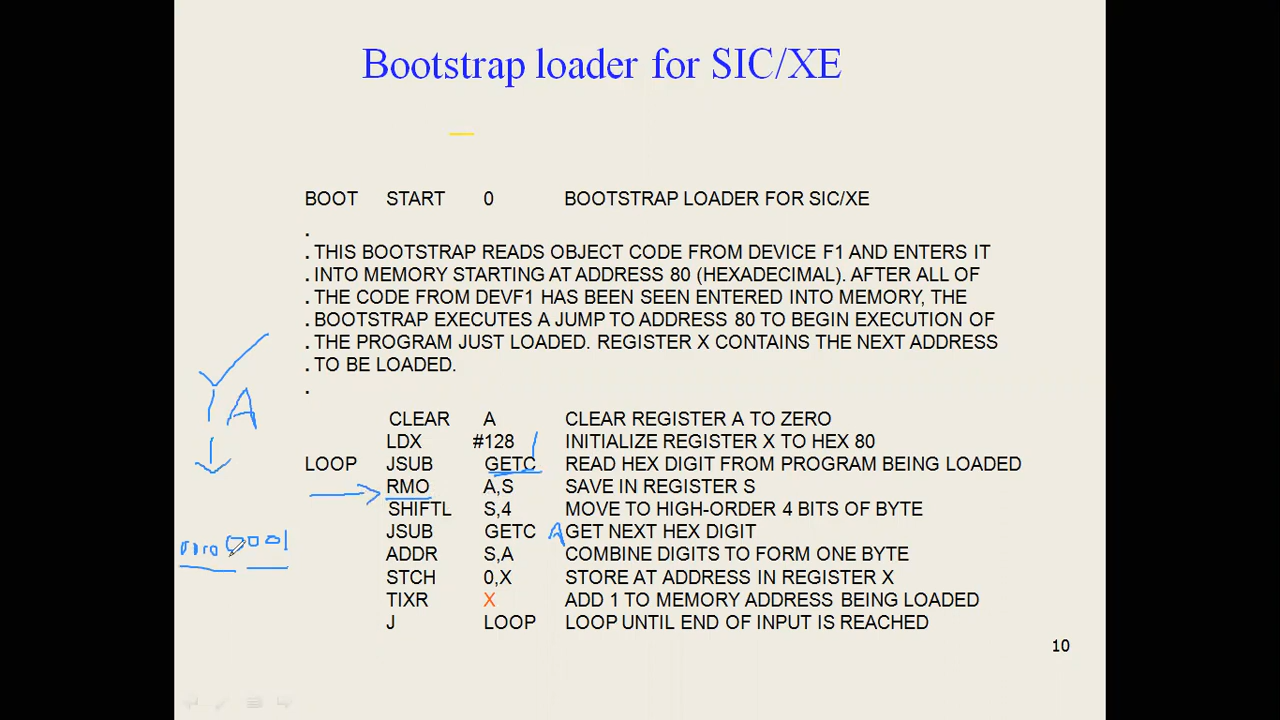 Bootstrap loader for SIC/XE
BOOT START 0 BOOTSTRAP LOADER FOR SIC/XE
.
. THIS BOOTSTRAP READS OBJECT CODE FROM DEVICE F1 AND ENTERS IT
. INTO MEMORY STARTING AT ADDRESS 80 (HEXADECIMAL). AFTER ALL OF
. THE CODE FROM DEVF1 HAS BEEN SEEN ENTERED INTO MEMORY, THE
. BOOTSTRAP EXECUTES A JUMP TO ADDRESS 80 TO BEGIN EXECUTION OF
. THE PROGRAM JUST LOADED. REGISTER X CONTAINS THE NEXT ADDRESS
. TO BE LOADED.
.
A
CLEAR A CLEAR REGISTER A TO ZERO
LDX #128 INITIALIZE REGISTER X TO HEX 80
LOOP JSUB GETC READ HEX DIGIT FROM PROGRAM BEING LOADED
RMO A,S SAVE IN REGISTER S
SHIFTL S,4 MOVE TO HIGH-ORDER 4 BITS OF BYTE
JSUB GETC A GET NEXT HEX DIGIT
ADDR S,A COMBINE DIGITS TO FORM ONE BYTE
STCH 0,X STORE AT ADDRESS IN REGISTER X
TIXR X ADD 1 TO MEMORY ADDRESS BEING LOADED
J LOOP LOOP UNTIL END OF INPUT IS REACHED
10